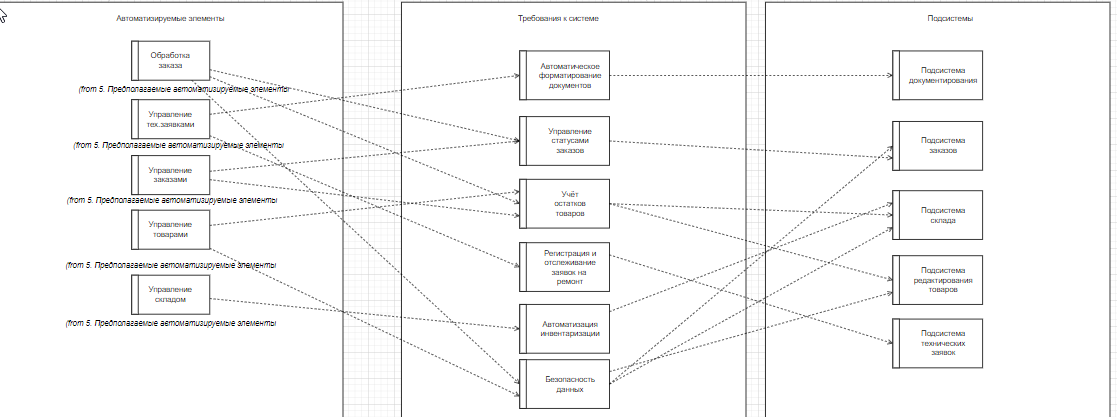 Автоматизируемые элементы
Обработка
заказа
(from 5. Предполагаемые автоматизируемые элементы
Управление
тех.заявками
(from 5. Предполагаемые автоматизируемые элементы
Управление
заказами
(from 5. Предполагаемые автоматизируемые элементы
Управление
товарами
(from 5. Предполагаемые автоматизируемые элементы
Управление
складом
(from 5. Предполагаемые автоматизируемые элементы
Требования к системе
Автоматическое
форматирование
документов
Управление
статусами
заказов
Учёт
остатков
товаров
Регистрация и
отслеживание
заявок на
ремонт
Автоматизация
инвентаризации
Безопасность
данных
Подсистемы
Подсистема
документирования
Подсистема
заказов
Подсистема
склада
Подсистема
редактирования
товаров
Подсистема
технических
заявок